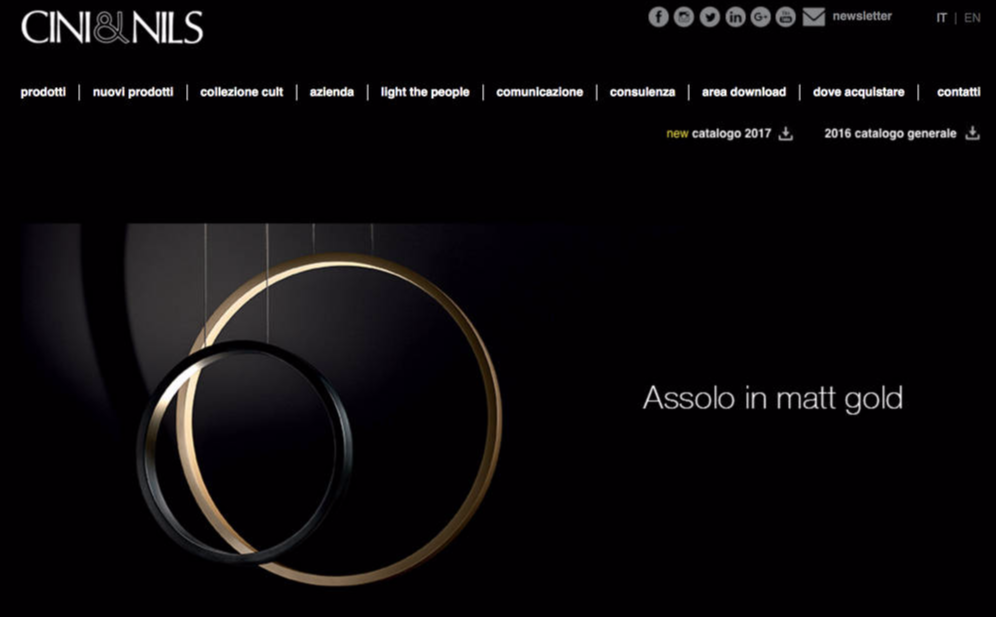 CINI&NILS
newsletter
IT | EN
prodotti | nuovi prodotti | collezione cult | azienda | light the people | comunicazione | consulenza | area download | dove acquistare | contatti
new catalogo 2017
2016 catalogo generale
Assolo in matt gold